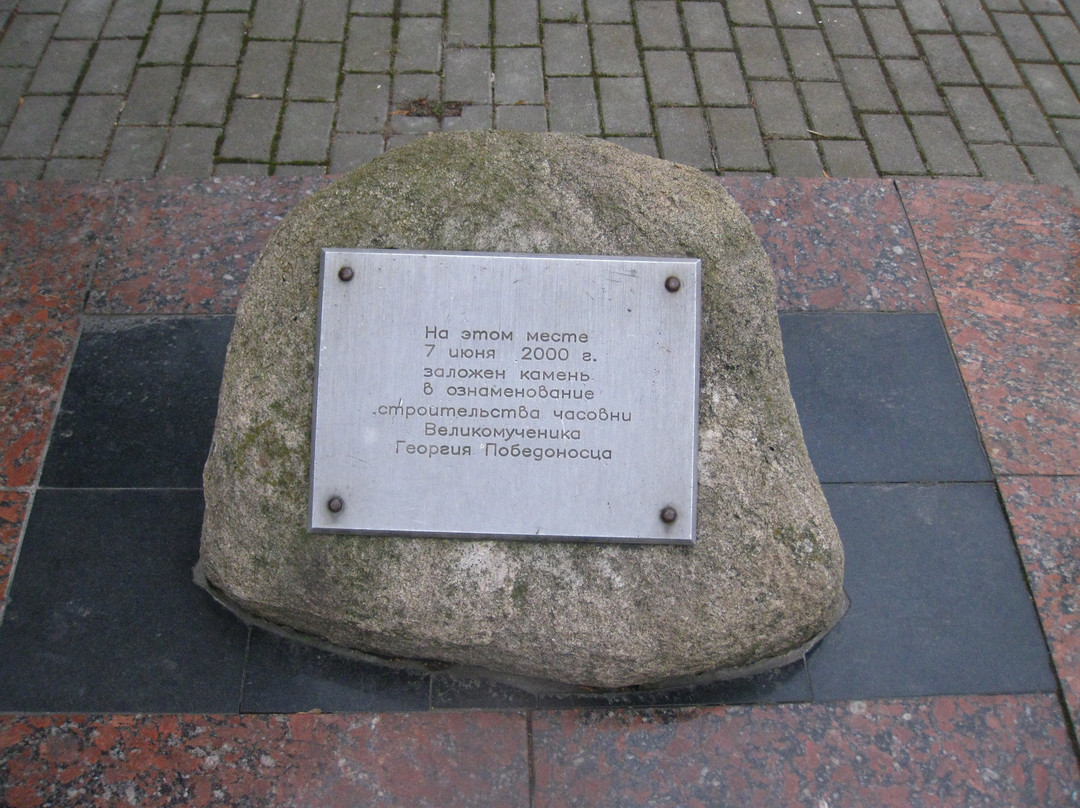 На этом месте
7 июня 2000 г.
заложен камень
в ознаменование
строительства часовни
Великомученика
Георгия Победоносца